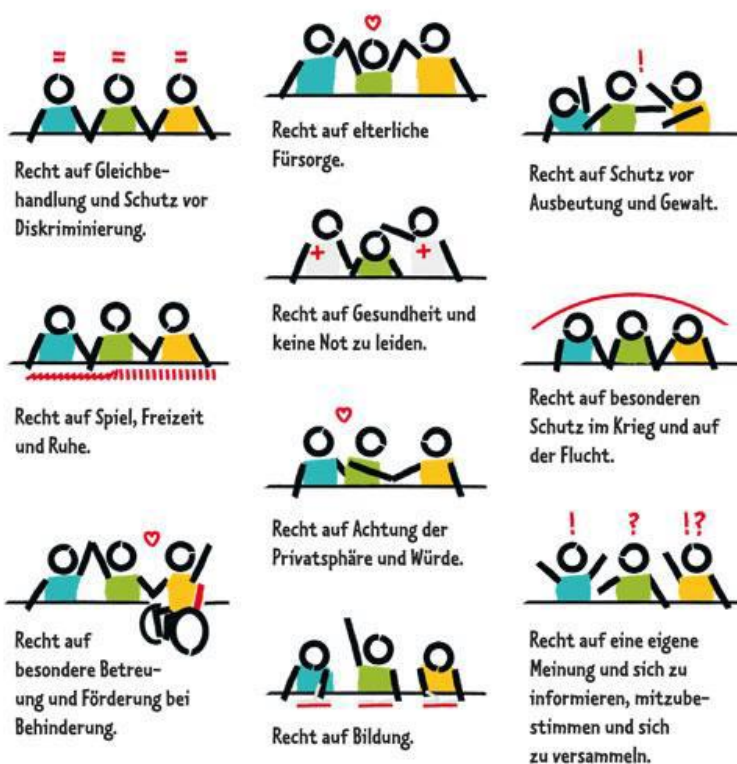 = = =
Recht auf Gleichbe-
handlung und Schutz vor
Diskriminierung.
Recht auf Spiel, Freizeit
und Ruhe.
Recht auf
besondere Betreu-
ung und Förderung bei
Behinderung.
Recht auf elterliche
Fürsorge.
+ +
Recht auf Gesundheit und
keine Not zu leiden.
Recht auf Achtung der
Privatsphäre und Würde.
Recht auf Bildung.
!
Recht auf Schutz vor
Ausbeutung und Gewalt.
Recht auf besonderen
Schutz im Krieg und auf
der Flucht.
! ? !?
Recht auf eine eigene
Meinung und sich zu
informieren, mitzube-
stimmen und sich
zu versammeln.